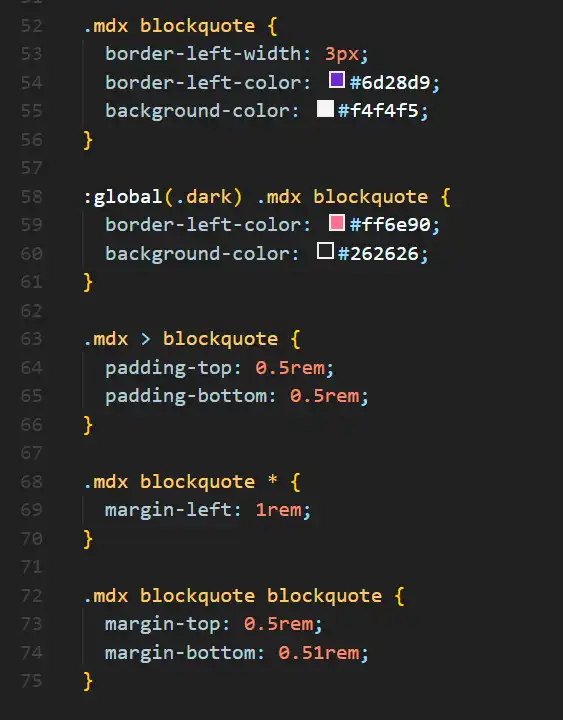 52 .mdx blockquote {
53 border-left-width: 3px;
54 border-left-color: #6d28d9;
55 background-color: #f4f4f5;
56 }
57
58 :global(.dark) .mdx blockquote {
59 border-left-color: #ff6e90;
60 background-color: #262626;
61 }
62
63 .mdx > blockquote {
64 padding-top: 0.5rem;
65 padding-bottom: 0.5rem;
66 }
67
68 .mdx blockquote * {
69 margin-left: 1rem;
70 }
71
72 .mdx blockquote blockquote {
73 margin-top: 0.5rem;
74 margin-bottom: 0.51rem;
75 }